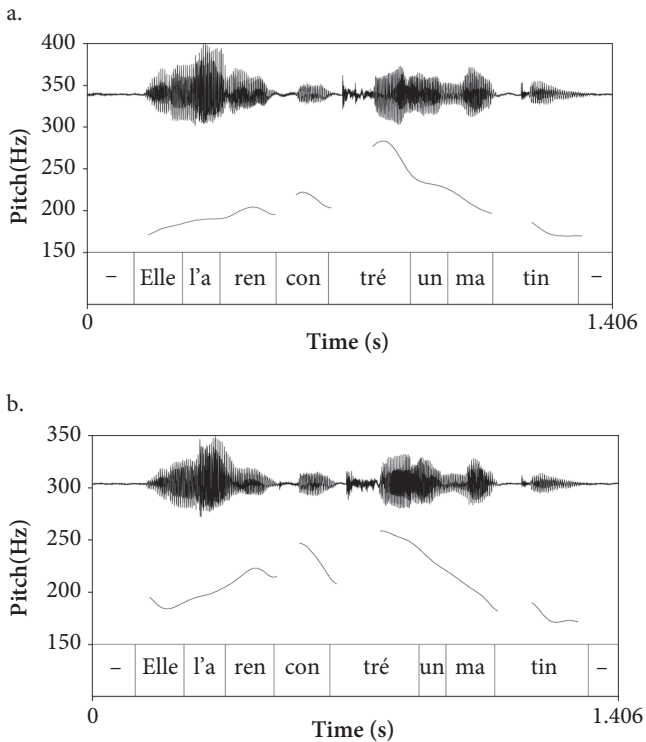 a.
400
350
300
250
200
150
Pitch(Hz)
– Elle l'a ren con tré un ma tin –
0 1.406
Time (s)
b.
350
300
250
200
150
Pitch(Hz)
– Elle l'a ren con tré un ma tin –
0 1.406
Time (s)